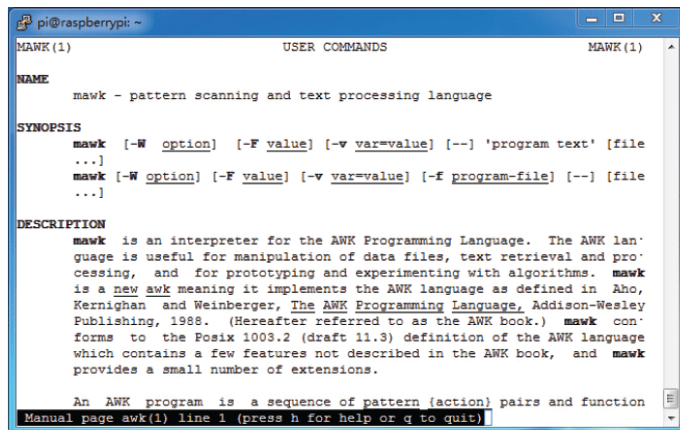 pi@raspberrypi: ~
MAWK(1) USER COMMANDS MAWK(1)
NAME
mawk - pattern scanning and text processing language
SYNOPSIS
mawk [-W option] [-F value] [-v var=value] [--] 'program text' [file
...]
mawk [-W option] [-F value] [-v var=value] [-f program-file] [--] [file
...]
DESCRIPTION
mawk is an interpreter for the AWK Programming Language. The AWK lan-
guage is useful for manipulation of data files, text retrieval and pro-
cessing, and for prototyping and experimenting with algorithms. mawk
is a new awk meaning it implements the AWK language as defined in Aho,
Kernighan and Weinberger, The AWK Programming Language, Addison-Wesley
Publishing, 1988. (Hereafter referred to as the AWK book.) mawk con-
forms to the Posix 1003.2 (draft 11.3) definition of the AWK language
which contains a few features not described in the AWK book, and mawk
provides a small number of extensions.
An AWK program is a sequence of pattern {action} pairs and function
Manual page awk(1) line 1 (press h for help or q to quit)